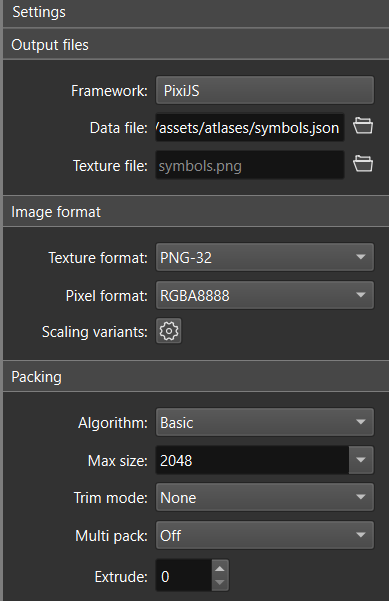 Settings
Output files
Framework: PixiJS
Data file: /assets/atlases/symbols.json
Texture file: symbols.png
Image format
Texture format: PNG-32
Pixel format: RGBA8888
Scaling variants:
Packing
Algorithm: Basic
Max size: 2048
Trim mode: None
Multi pack: Off
Extrude: 0